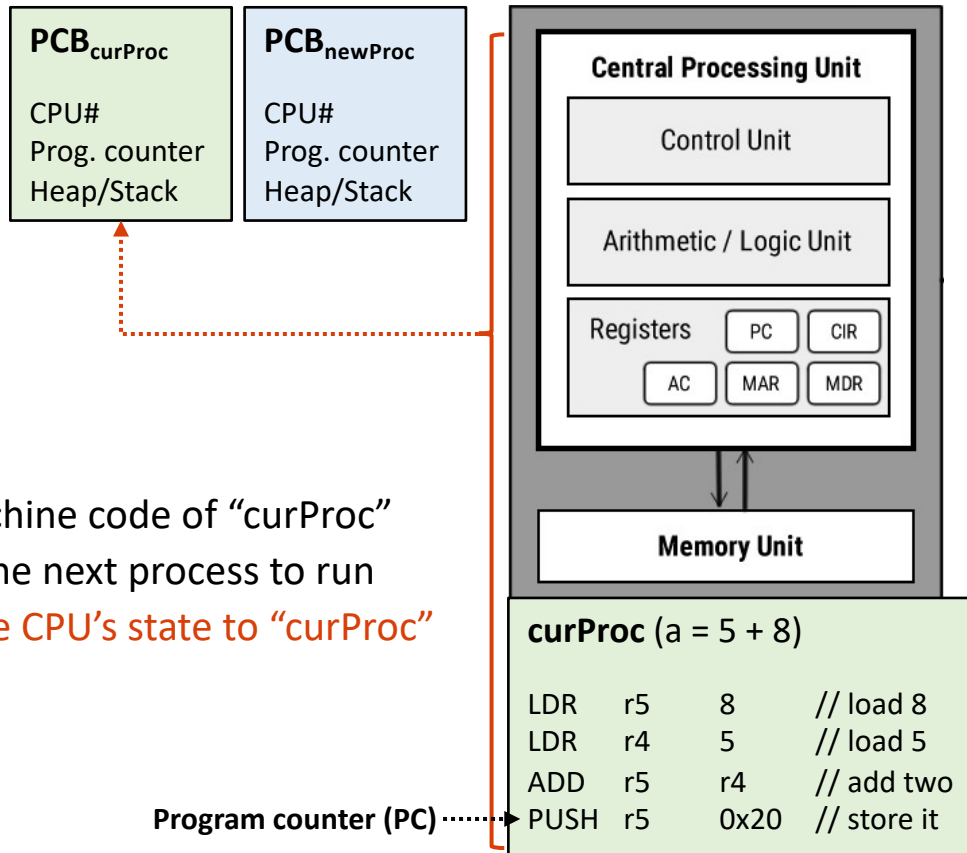 PCBcurProc
CPU#
Prog. counter
Heap/Stack
PCBnewProc
CPU#
Prog. counter
Heap/Stack
Central Processing Unit
Control Unit
Arithmetic / Logic Unit
Registers
PC
CIR
AC
MAR
MDR
Memory Unit
code of “curProc”
next process to run
CPU’s state to “curProc”
curProc (a = 5 + 8)
LDR r5 8 // load 8
LDR r4 5 // load 5
ADD r5 r4 // add two
Program counter (PC) PUSH r5 0x20 // store it